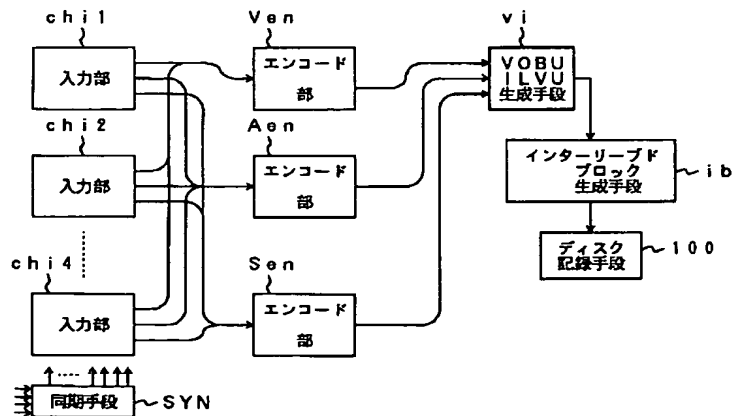 chi1
Ven
vi
入力部
エンコード
部
VOBU
ILVU
生成手段
chi2
Aen
入力部
エンコード
部
インターリーブド
ブロック
生成手段
ib
chi4
Sen
入力部
エンコード
部
ディスク
記録手段
100
同期手段
SYN